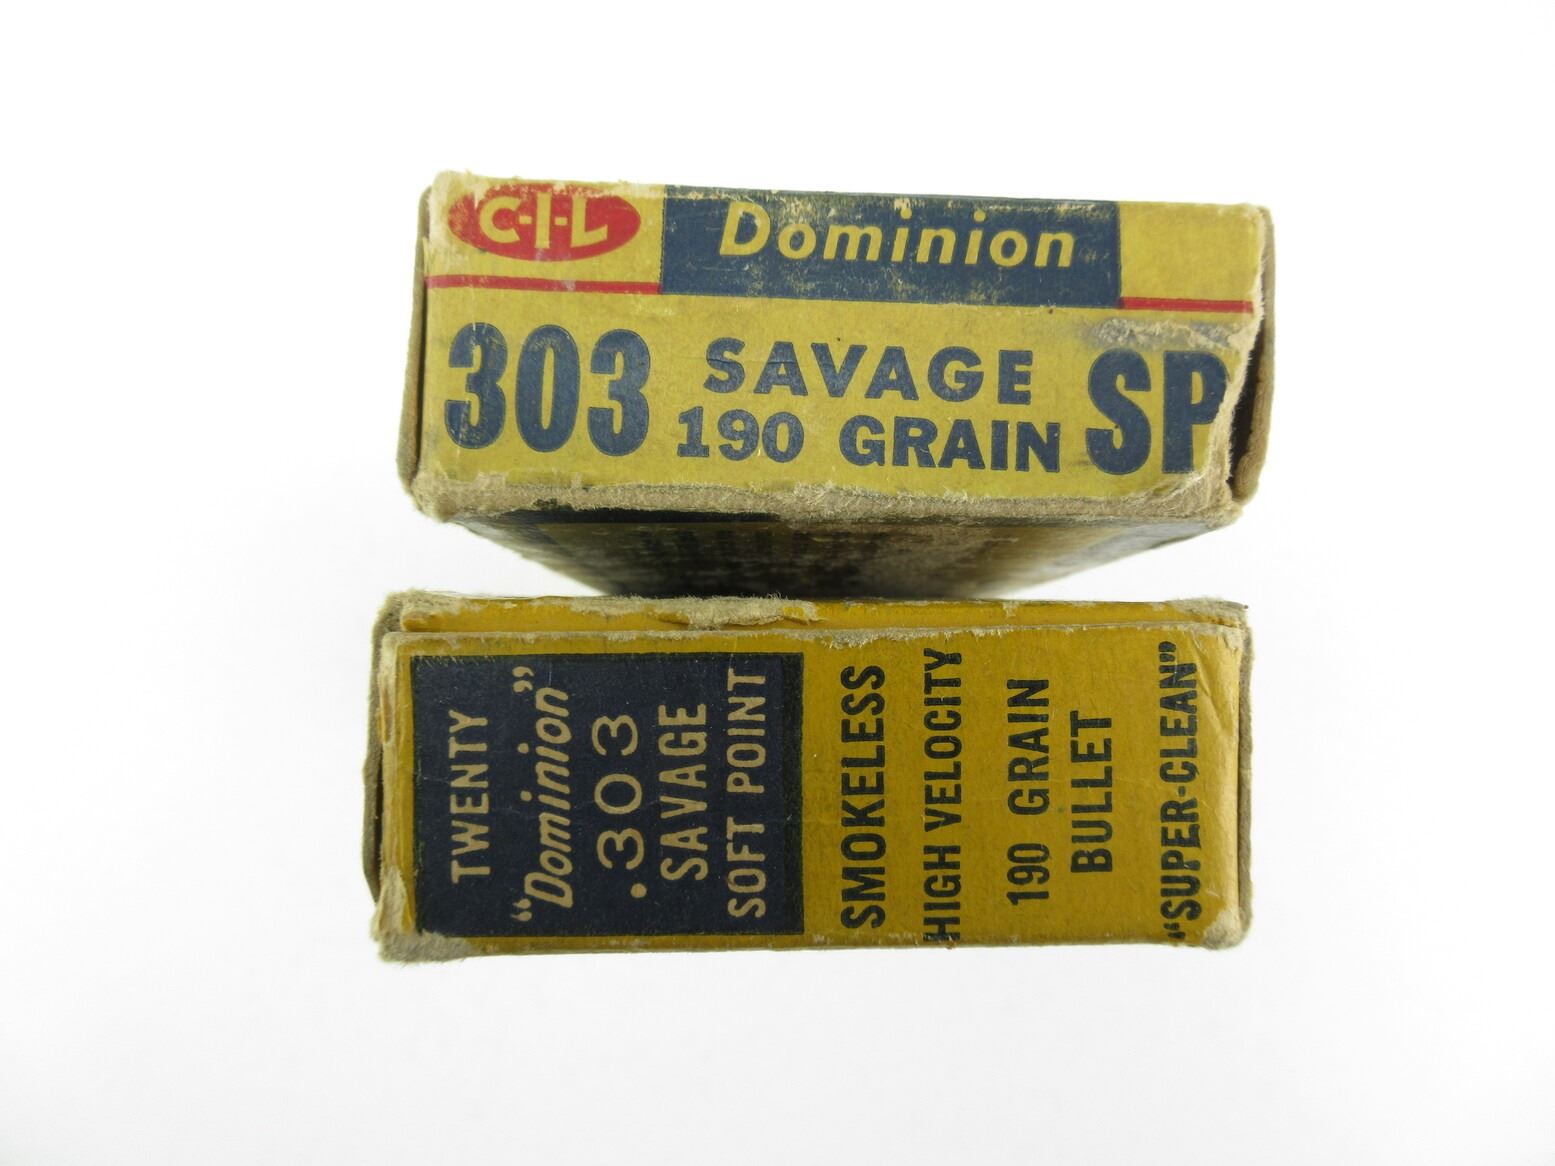 C-I-L
Dominion
303
SAVAGE
190 GRAIN
SP
TWENTY
"Dominion"
.303
SAVAGE
SOFT POINT
SMOKELESS
HIGH VELOCITY
190 GRAIN
BULLET
"SUPER-CLEAN"